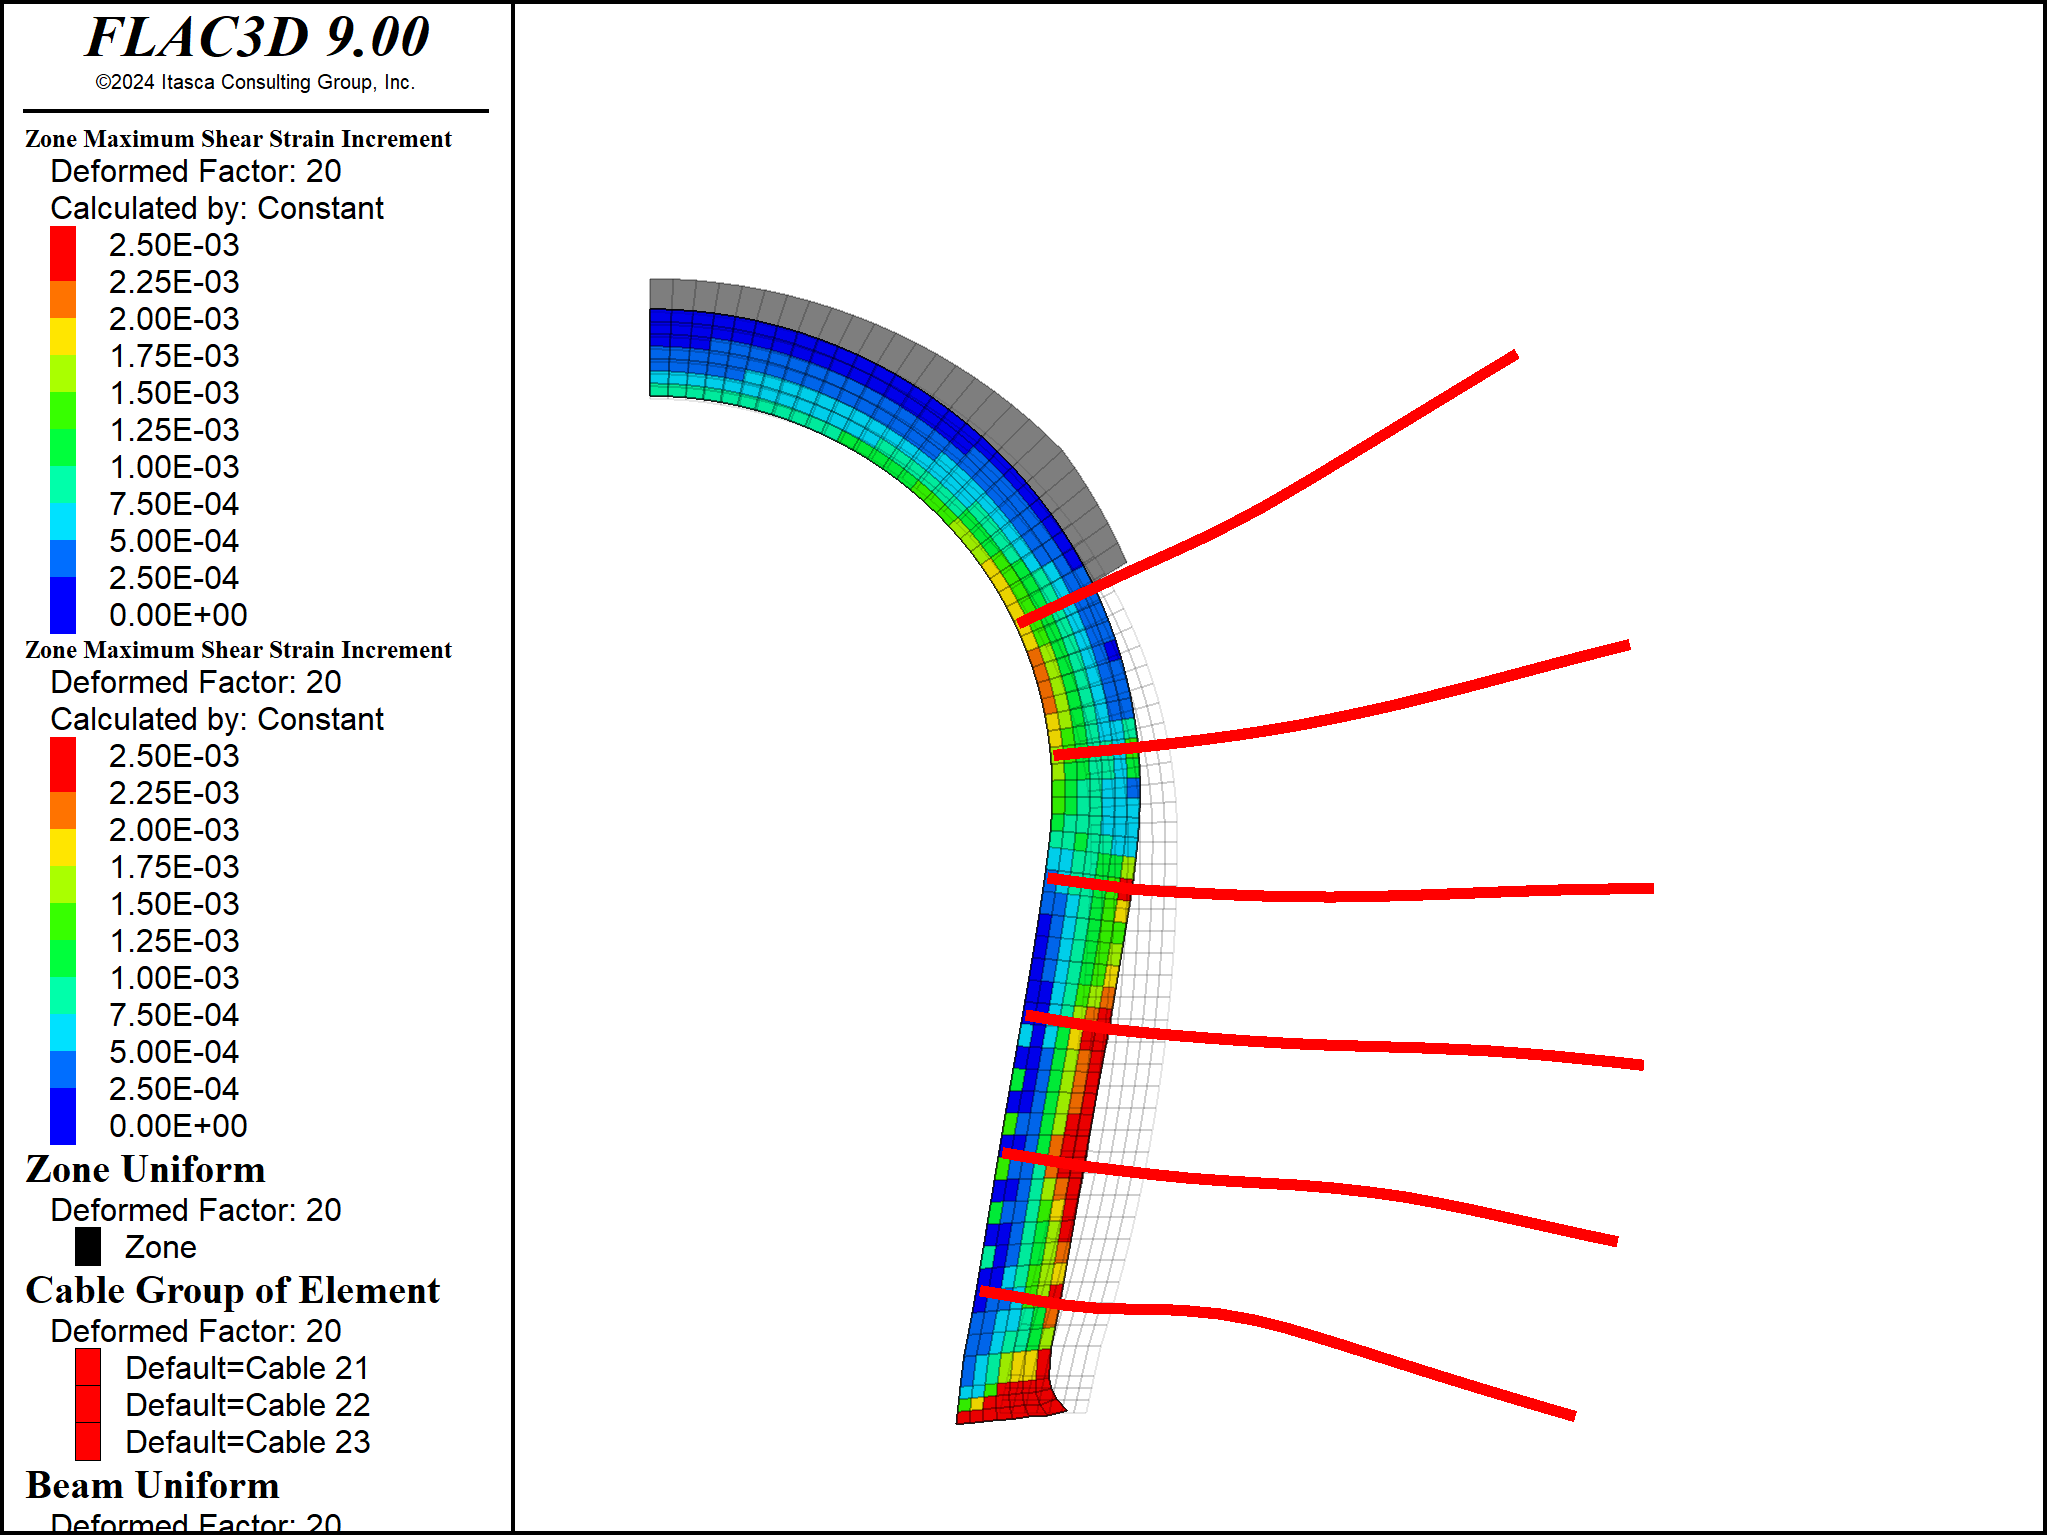 FLAC3D 9.00
©2024 Itasca Consulting Group, Inc.
Zone Maximum Shear Strain Increment
Deformed Factor: 20
Calculated by: Constant
2.50E-03
2.25E-03
2.00E-03
1.75E-03
1.50E-03
1.25E-03
1.00E-03
7.50E-04
5.00E-04
2.50E-04
0.00E+00
Zone Maximum Shear Strain Increment
Deformed Factor: 20
Calculated by: Constant
2.50E-03
2.25E-03
2.00E-03
1.75E-03
1.50E-03
1.25E-03
1.00E-03
7.50E-04
5.00E-04
2.50E-04
0.00E+00
Zone Uniform
Deformed Factor: 20
Zone
Cable Group of Element
Deformed Factor: 20
Default=Cable 21
Default=Cable 22
Default=Cable 23
Beam Uniform
Deformed Factor: 20